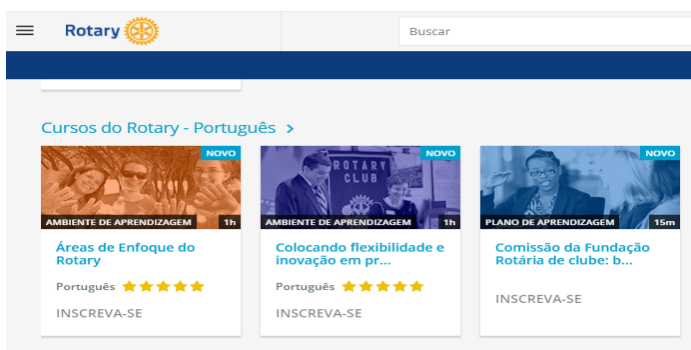 Rotary
Buscar
Cursos do Rotary - Português >
NOVO
ROTARY
CLUB
AMBIENTE DE APRENDIZAGEM 1h
Áreas de Enfoque do
Rotary
Português
INSCREVA-SE
NOVO
AMBIENTE DE APRENDIZAGEM 1h
Colocando flexibilidade e
inovação em pr...
Português
INSCREVA-SE
NOVO
PLANO DE APRENDIZAGEM 15m
Comissão da Fundação
Rotária de clube: b...
INSCREVA-SE